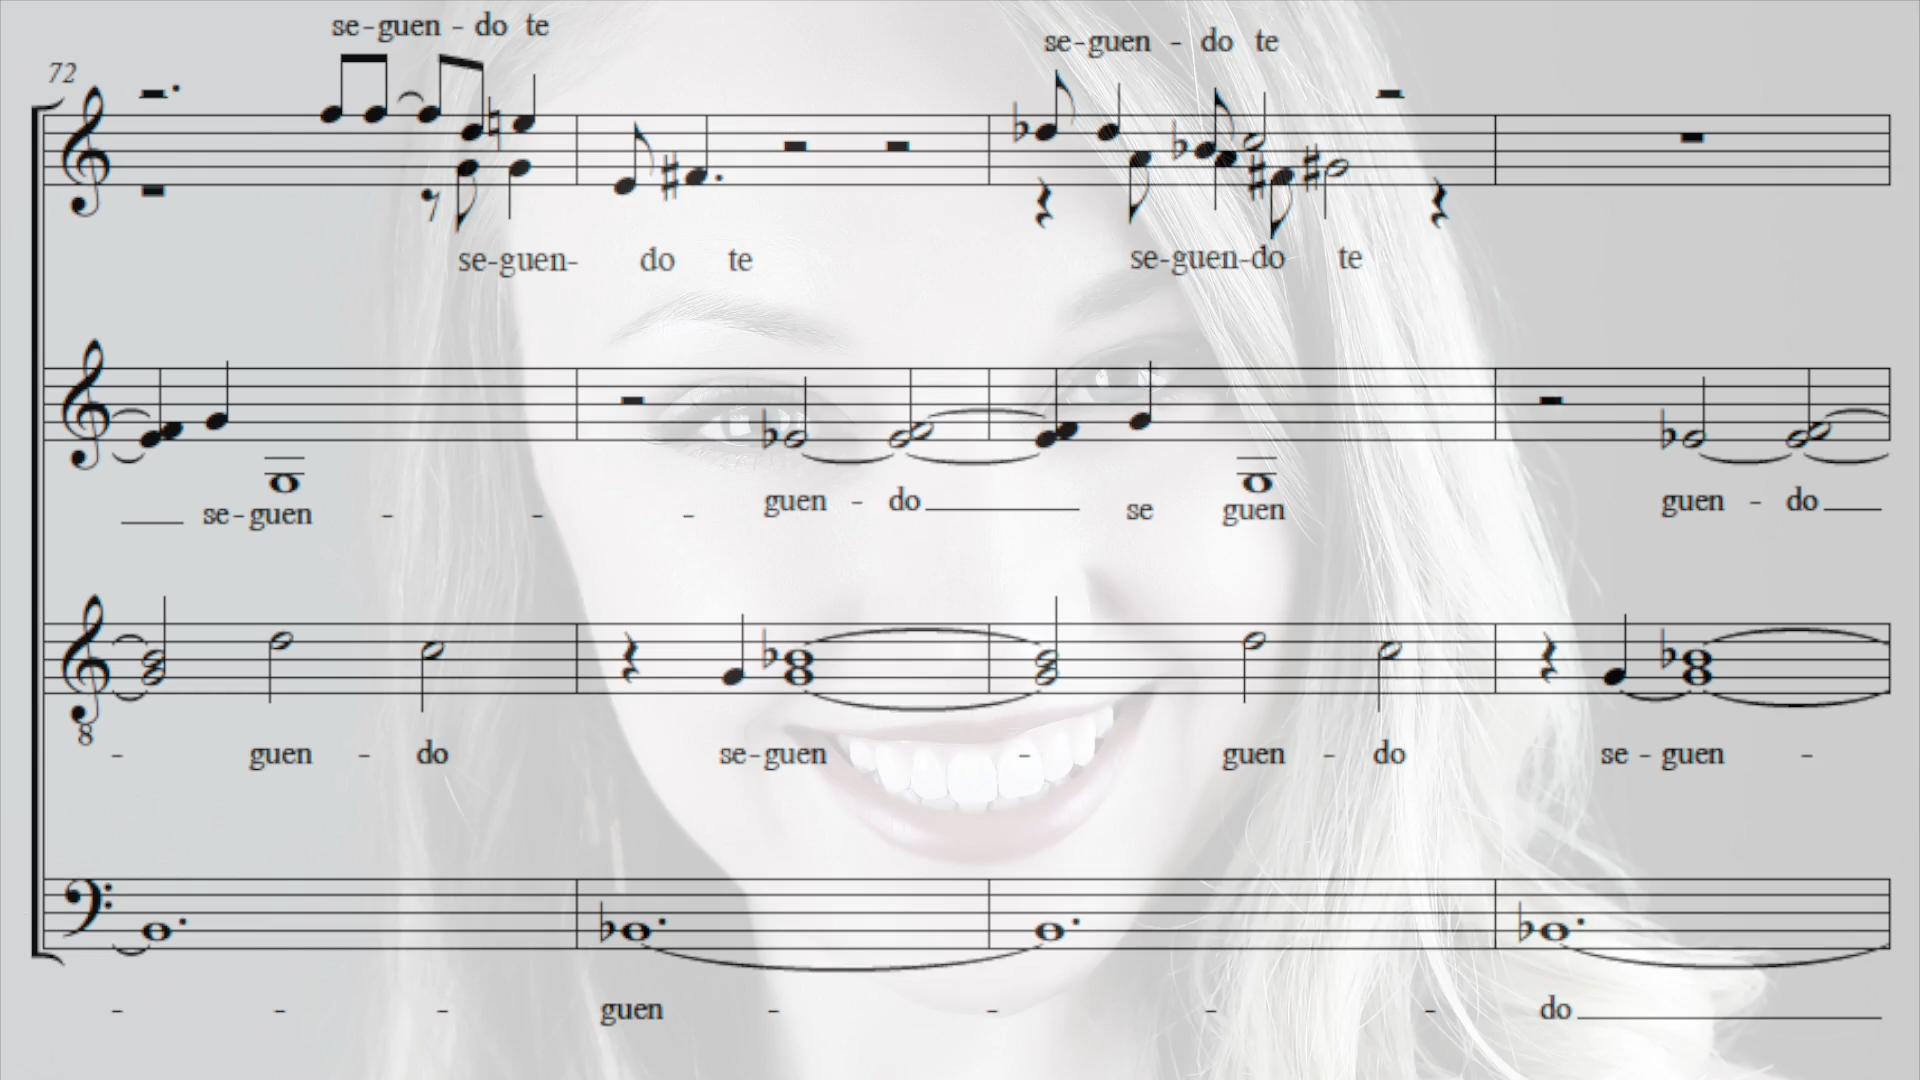 se-guen - do te
se-guen - do te
72
se-guen- do te
se-guen-do te
se-guen - - - guen - do se guen guen - do
8
- guen - do se-guen - guen - do se - guen -
- - - guen - - - - do